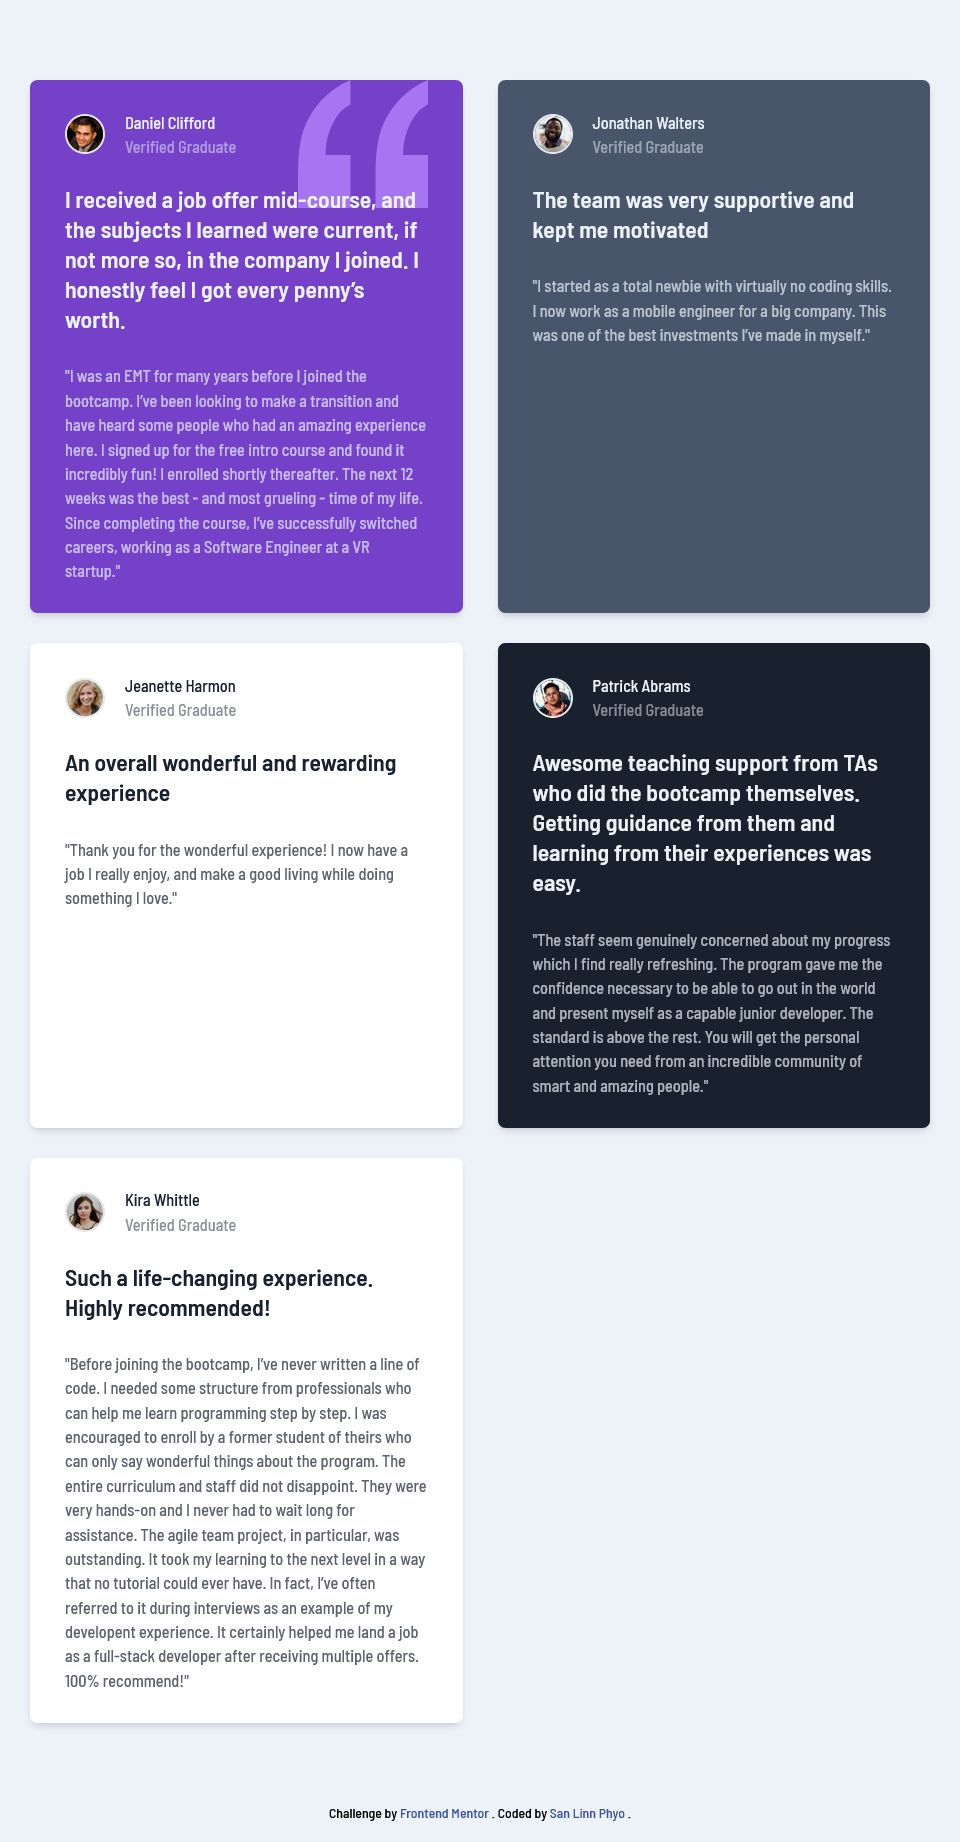 Daniel Clifford
Verified Graduate
I received a job offer mid-course, and
the subjects I learned were current, if
not more so, in the company I joined. I
honestly feel I got every penny’s
worth.
"I was an EMT for many years before I joined the
bootcamp. I’ve been looking to make a transition and
have heard some people who had an amazing experience
here. I signed up for the free intro course and found it
incredibly fun! I enrolled shortly thereafter. The next 12
weeks was the best - and most grueling - time of my life.
Since completing the course, I’ve successfully switched
careers, working as a Software Engineer at a VR
startup."
Jonathan Walters
Verified Graduate
The team was very supportive and
kept me motivated
"I started as a total newbie with virtually no coding skills.
I now work as a mobile engineer for a big company. This
was one of the best investments I’ve made in myself."
Jeanette Harmon
Verified Graduate
An overall wonderful and rewarding
experience
"Thank you for the wonderful experience! I now have a
job I really enjoy, and make a good living while doing
something I love."
Patrick Abrams
Verified Graduate
Awesome teaching support from TAs
who did the bootcamp themselves.
Getting guidance from them and
learning from their experiences was
easy.
"The staff seem genuinely concerned about my progress
which I find really refreshing. The program gave me the
confidence necessary to be able to go out in the world
and present myself as a capable junior developer. The
standard is above the rest. You will get the personal
attention you need from an incredible community of
smart and amazing people."
Kira Whittle
Verified Graduate
Such a life-changing experience.
Highly recommended!
"Before joining the bootcamp, I’ve never written a line of
code. I needed some structure from professionals who
can help me learn programming step by step. I was
encouraged to enroll by a former student of theirs who
can only say wonderful things about the program. The
entire curriculum and staff did not disappoint. They were
very hands-on and I never had to wait long for
assistance. The agile team project, in particular, was
outstanding. It took my learning to the next level in a way
that no tutorial could ever have. In fact, I’ve often
referred to it during interviews as an example of my
developent experience. It certainly helped me land a job
as a full-stack developer after receiving multiple offers.
100% recommend!"
Challenge by Frontend Mentor . Coded by San Linn Phyo .